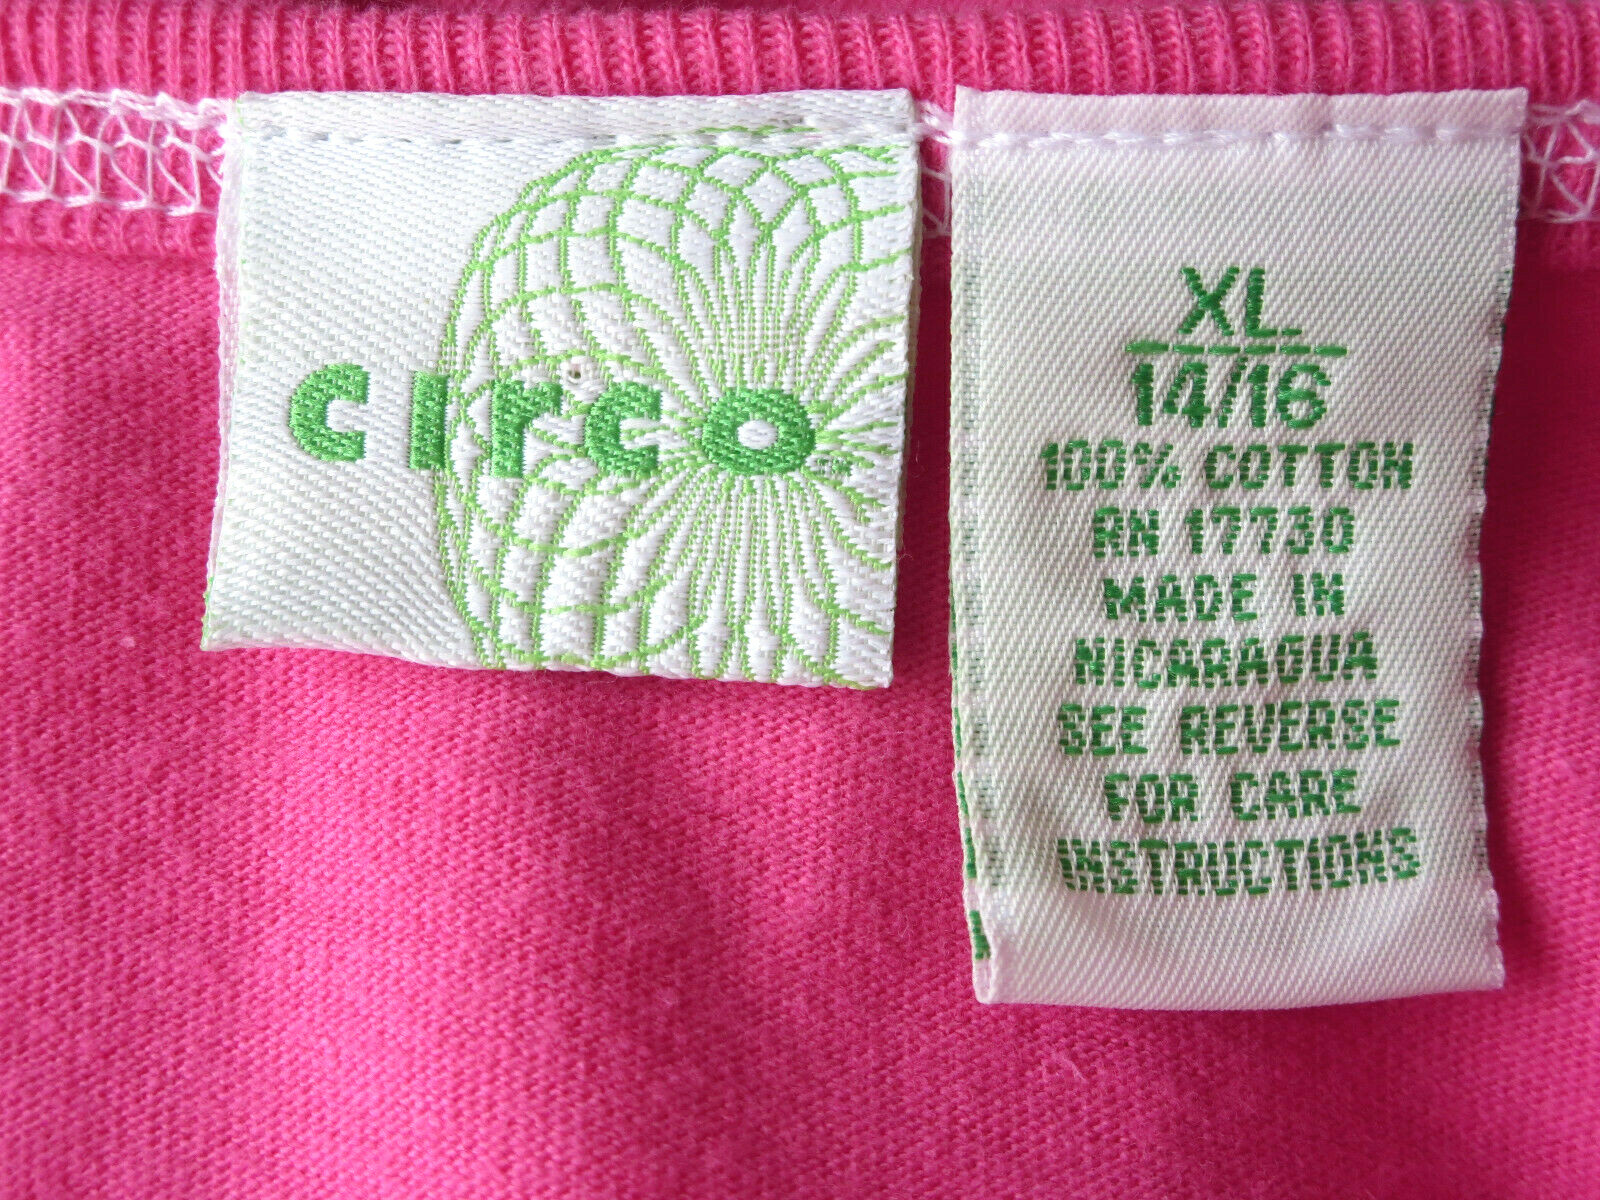 circo
XL
14/16
100% COTTON
RN 17730
MADE IN
NICARAGUA
SEE REVERSE
FOR CARE
INSTRUCTIONS